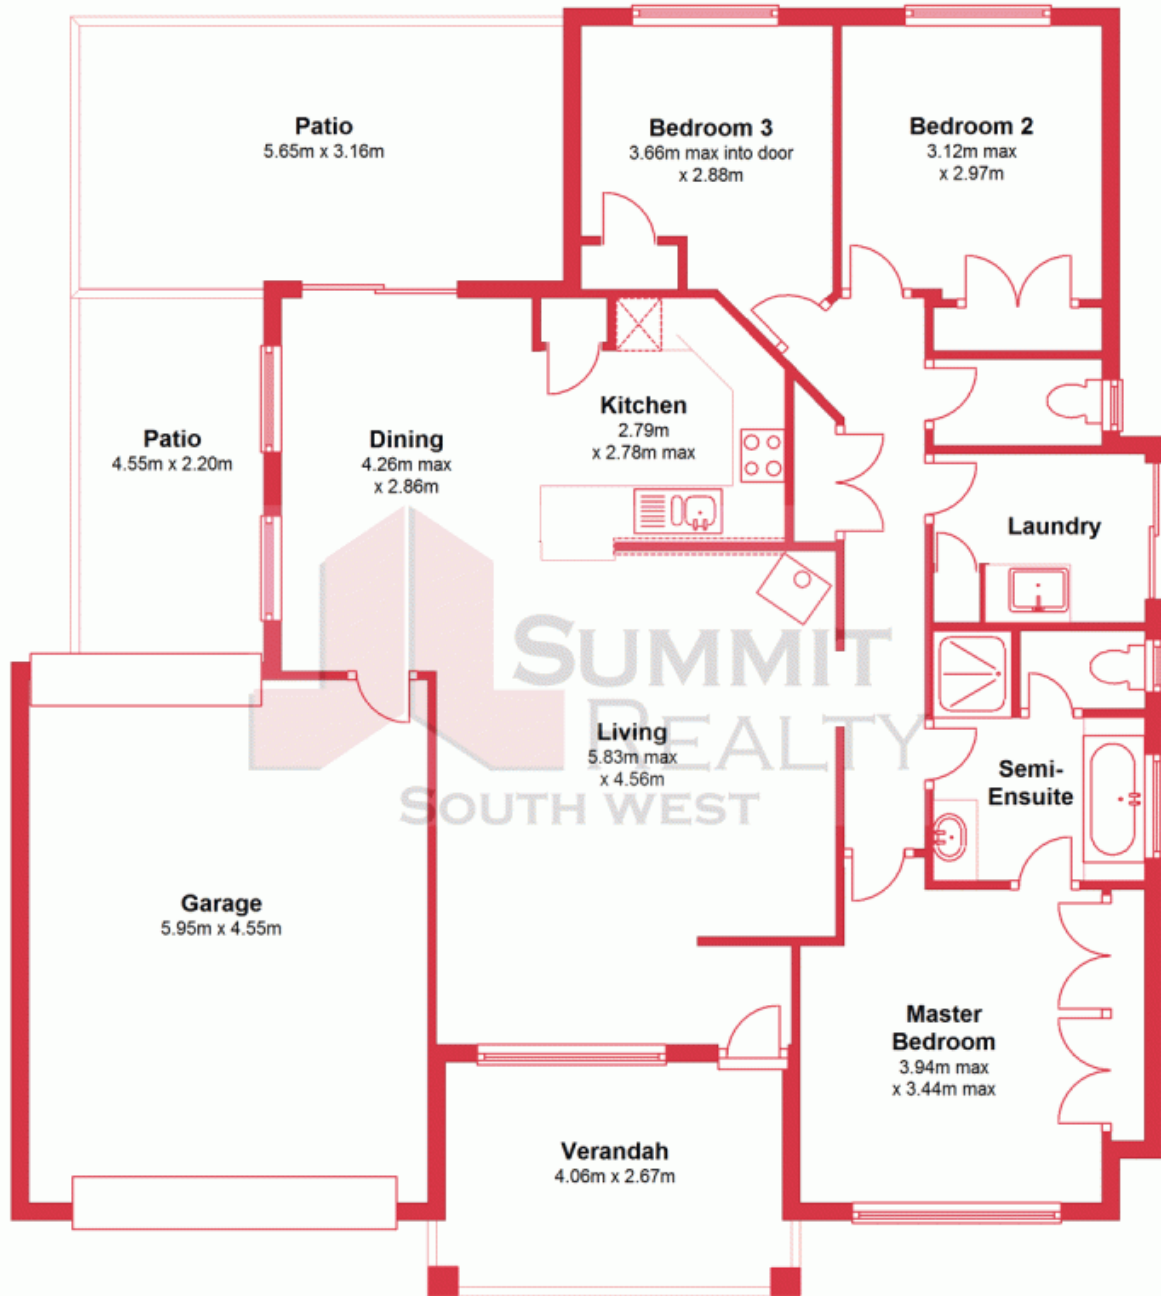 Patio
5.65m x 3.16m
Bedroom 3
3.66m max into door
x 2.88m
Bedroom 2
3.12m max
x 2.97m
Patio
4.55m x 2.20m
Dining
4.26m max
x 2.86m
Kitchen
2.79m
x 2.78m max
Laundry
SUMMIT
REALTY
SOUTH WEST
Living
5.83m max
x 4.56m
Semi-
Ensuite
Garage
5.95m x 4.55m
Master
Bedroom
3.94m max
x 3.44m max
Verandah
4.06m x 2.67m